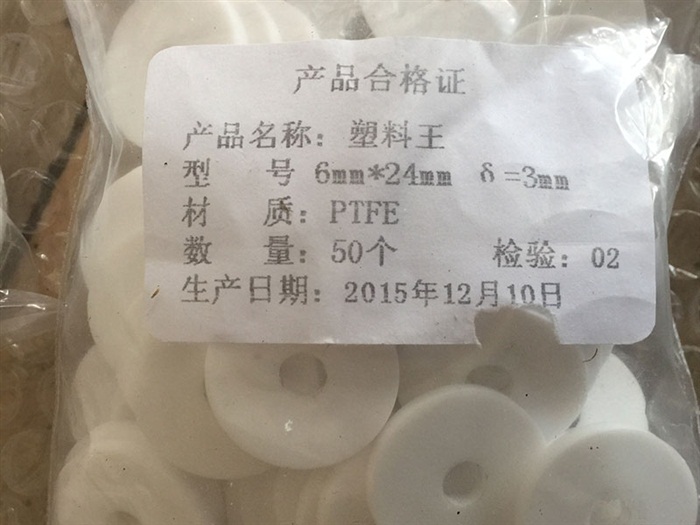 产品合格证
产品名称：塑料王
型 号 6mm*24mm δ=3mm
材 质：PTFE
数 量：50个 检验：02
生产日期：2015年12月10日